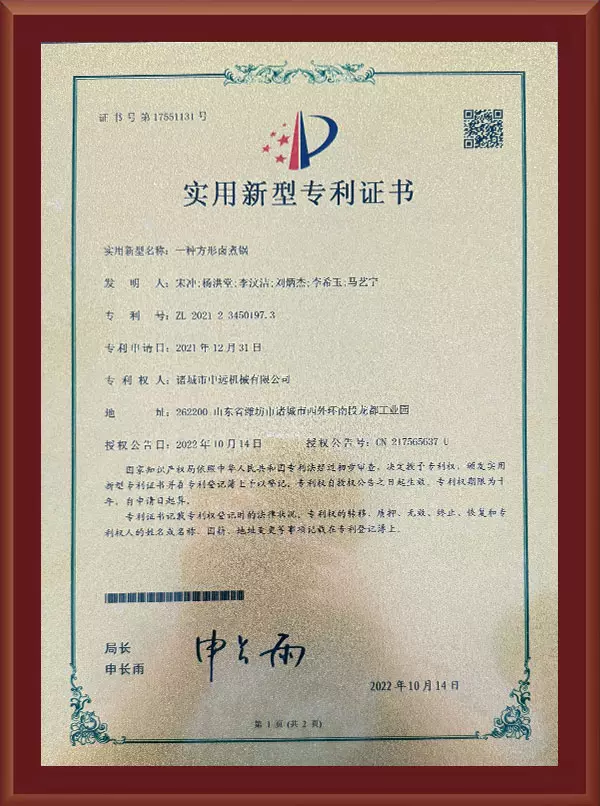 证书号第17551131号
实用新型专利证书
实用新型名称：一种方形卤煮锅
发 明 人：宋冲;杨洪堂;李汶洁;刘炳杰;李希玉;马艺宁
专 利 号：ZL 2021 2 3450197.3
专利申请日：2021年12月31日
专 利 权 人：诸城市中远机械有限公司
地 址：262200 山东省潍坊市诸城市西外环南段龙都工业园
授权公告日：2022年10月14日 授权公告号：CN 217565637 U
国家知识产权局依照中华人民共和国专利法经过初步审查，决定授予专利权，颁发实用
新型专利证书并在专利登记簿上予以登记。专利权自授权公告之日起生效。专利权期限为十
年，自申请日起算。
专利证书记载专利权登记时的法律状况。专利权的转移、质押、无效、终止、恢复和专
利权人的姓名或名称、国籍、地址变更等事项记载在专利登记簿上。
局长
申长雨
申长雨
2022年10月14日
第 1 页 (共 2 页)